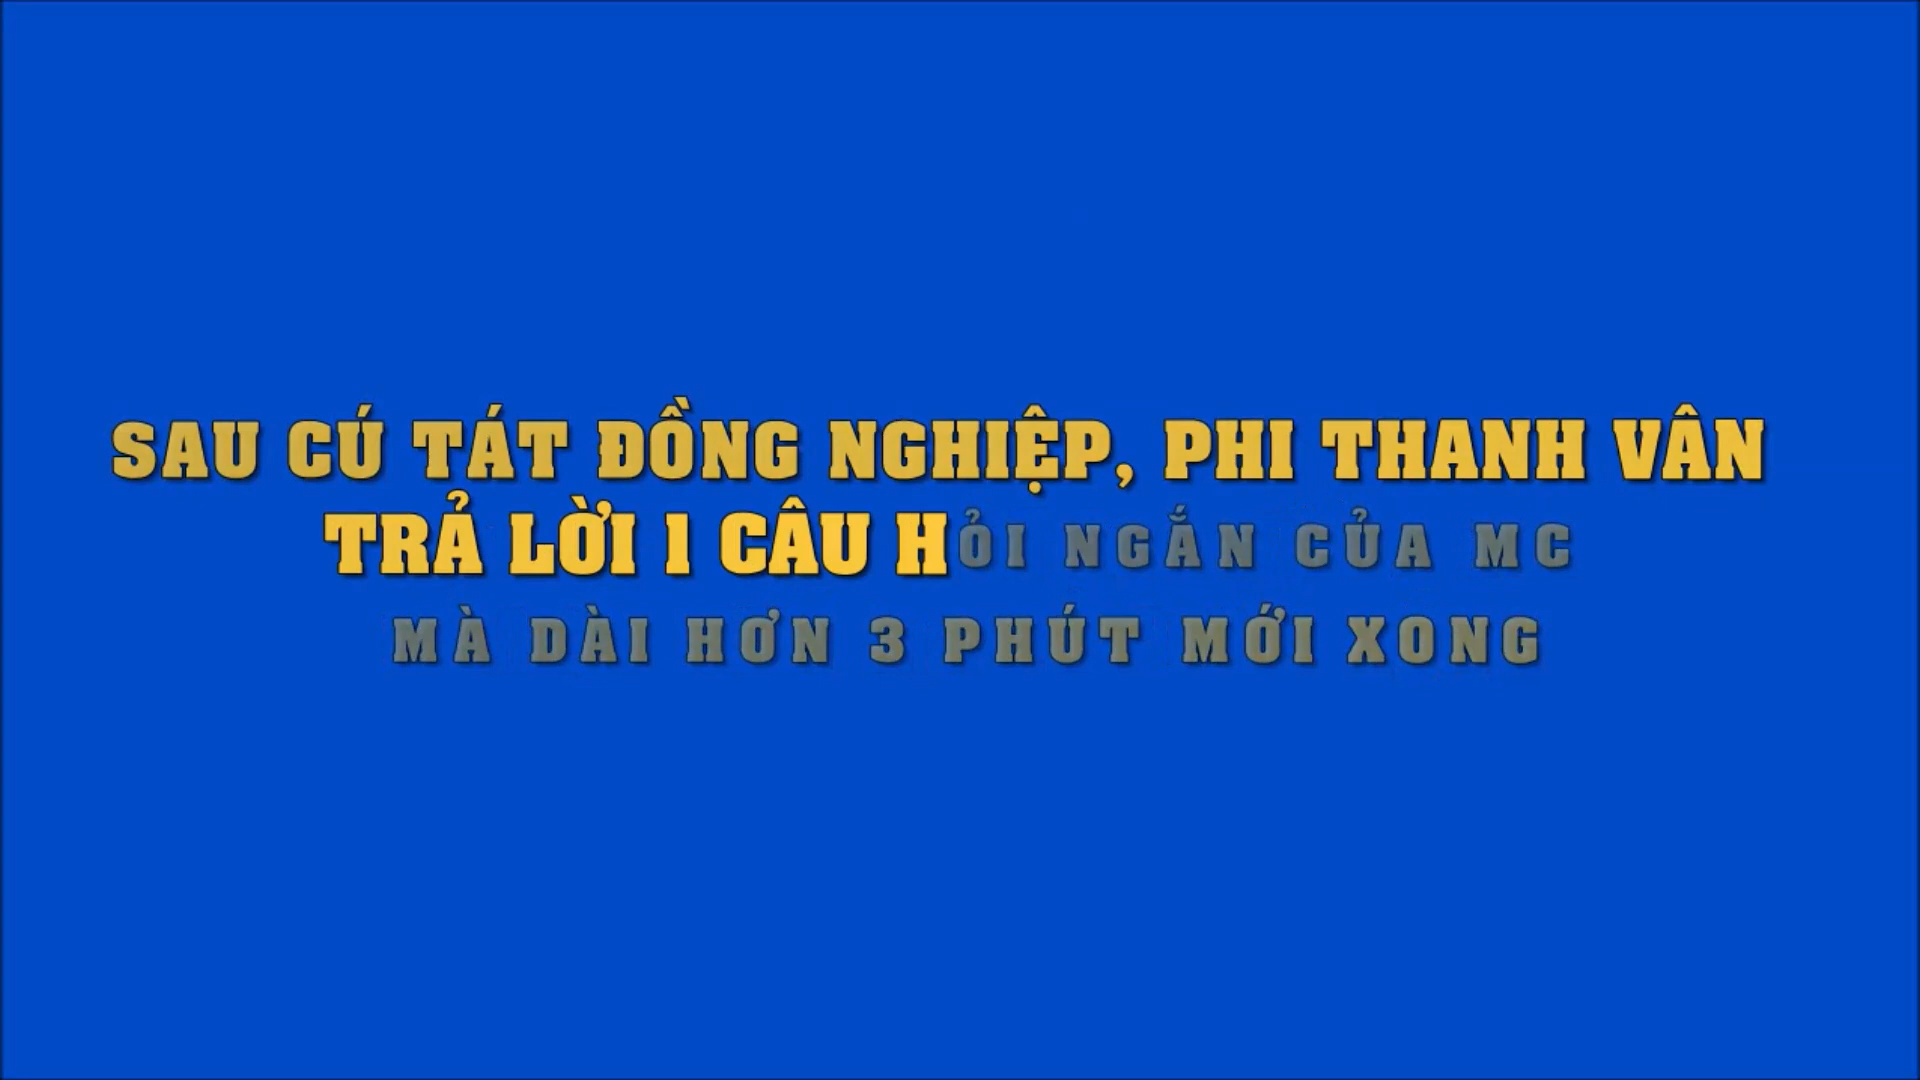 SAU CÚ TÁT ĐỒNG NGHIỆP, PHI THANH VÂN
TRẢ LỜI 1 CÂU HỎI NGẮN CỦA MC
MÀ DÀI HƠN 3 PHÚT MỚI XONG